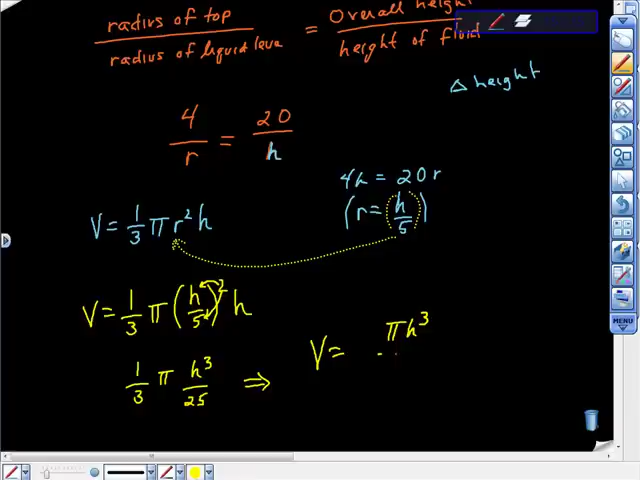 radius of top / radius of liquid level = Overall height / height of fluid
Δ height
4 / r = 20 / h
4h = 20r
(r = h/5)
V = 1/3 π r² h
V = 1/3 π (h/5)² h
1/3 π h³/25 ⇒ V = πh³
MENU